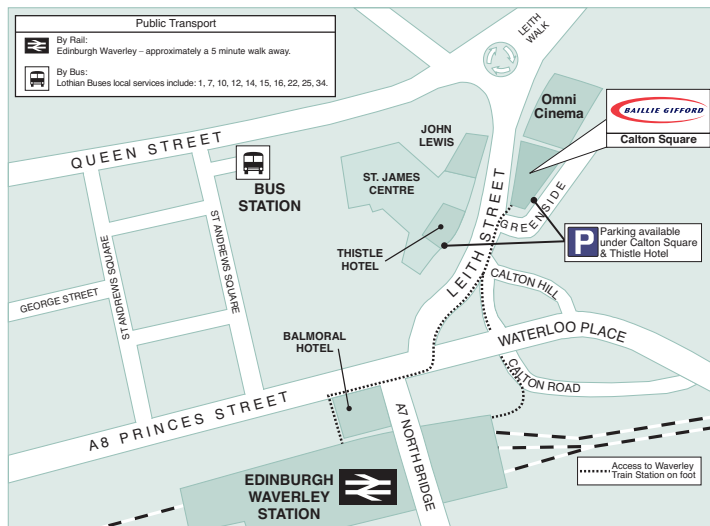 Public Transport
By Rail:
Edinburgh Waverley – approximately a 5 minute walk away.
By Bus:
Lothian Buses local services include: 1, 7, 10, 12, 14, 15, 16, 22, 25, 34.
LEITH
WALK
Omni
Cinema
BAILLIE GIFFORD
Calton Square
QUEEN STREET
JOHN
LEWIS
BUS
STATION
ST. JAMES
CENTRE
LEITH STREET
GREENSIDE
P
Parking available
under Calton Square
& Thistle Hotel
THISTLE
HOTEL
ST ANDREWS SQUARE
ST ANDREWS SQUARE
GEORGE STREET
CALTON HILL
WATERLOO PLACE
BALMORAL
HOTEL
CALTON ROAD
A8 PRINCES STREET
A7 NORTH BRIDGE
EDINBURGH
WAVERLEY
STATION
Access to Waverley
Train Station on foot